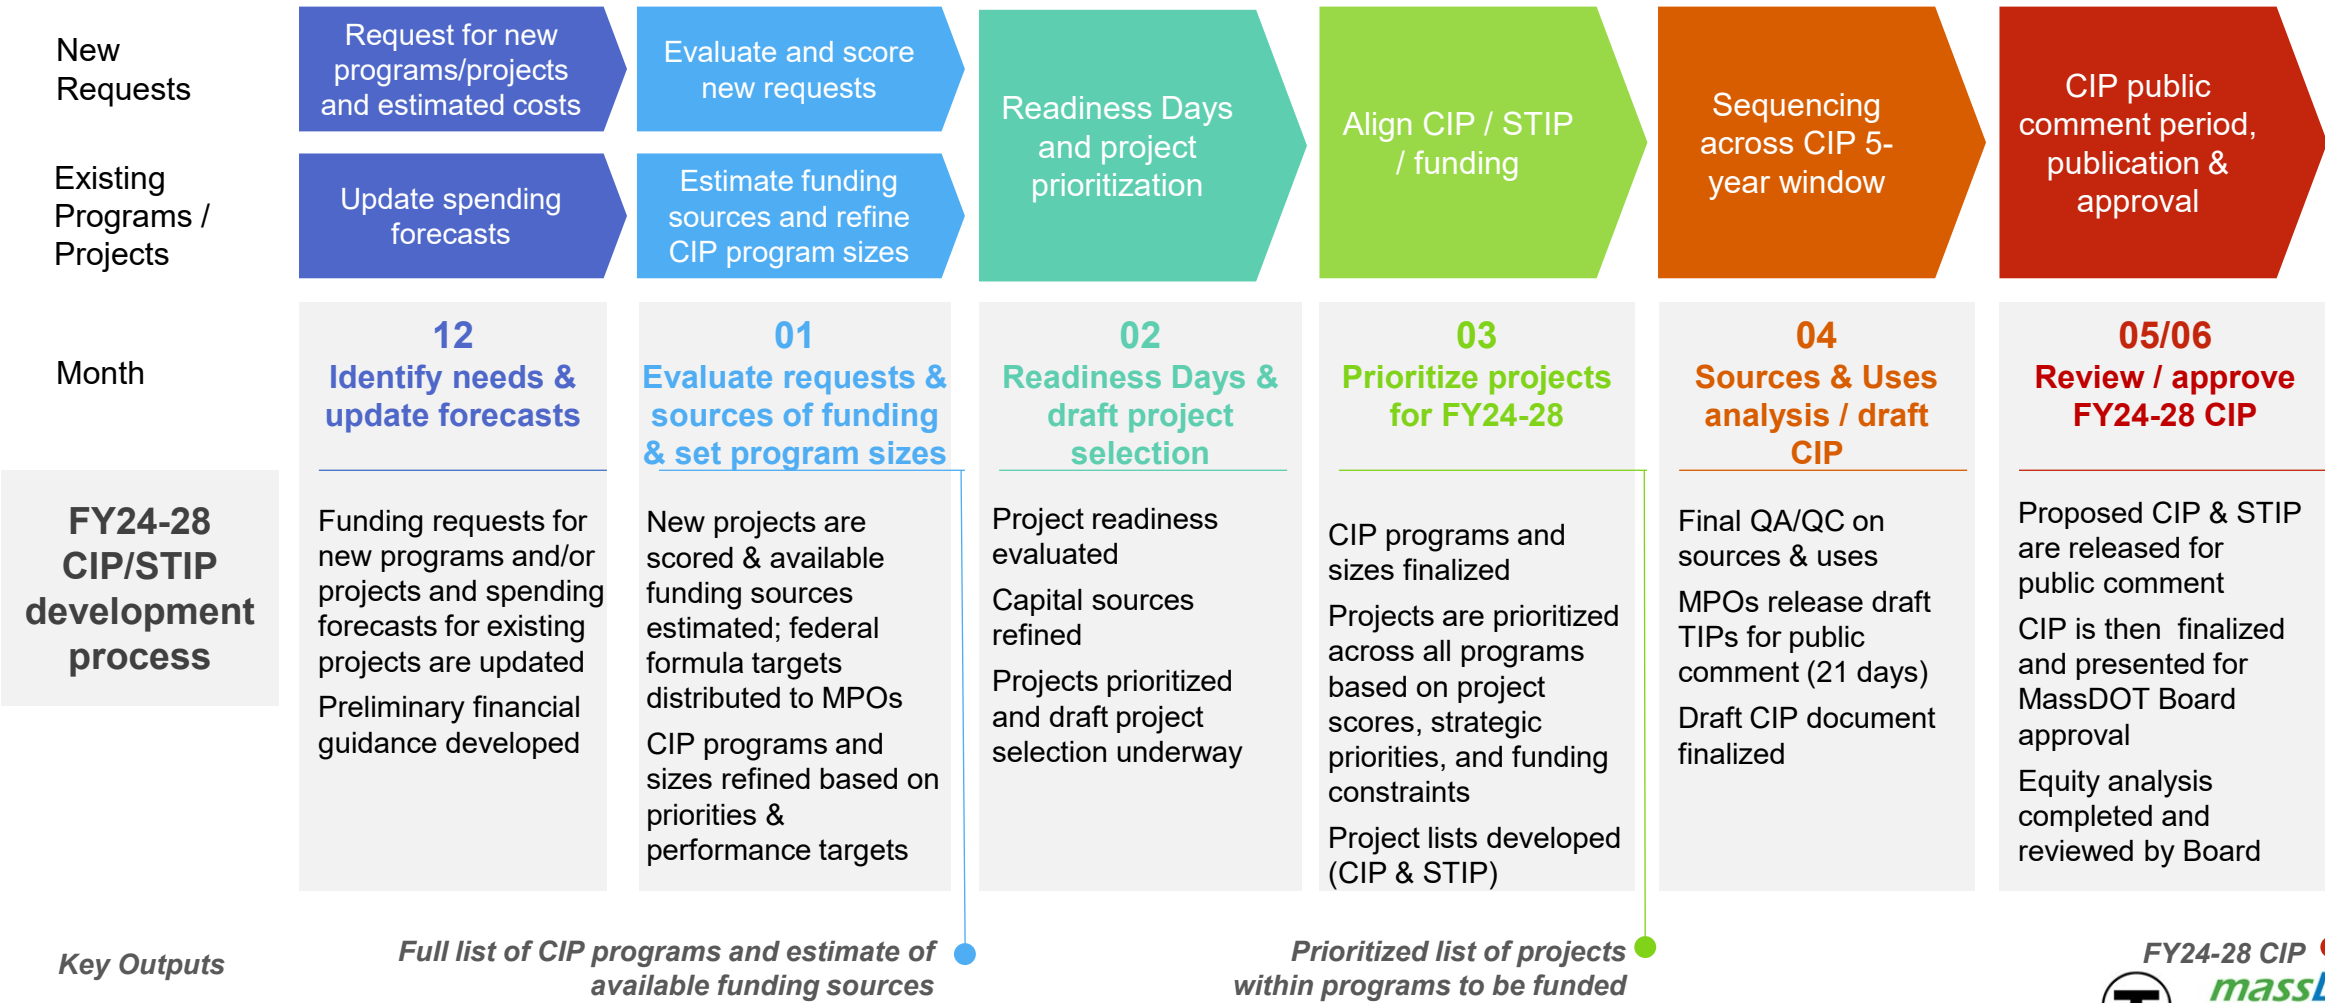 New
Requests
Request for new
programs/projects
and estimated costs
Evaluate and score
new requests
Readiness Days
and project
prioritization
Align CIP / STIP
/ funding
Sequencing
across CIP 5-
year window
CIP public
comment period,
publication &
approval
Existing
Programs /
Projects
Update spending
forecasts
Estimate funding
sources and refine
CIP program sizes
Month
12
Identify needs &
update forecasts
01
Evaluate requests &
sources of funding
& set program sizes
02
Readiness Days &
draft project
selection
03
Prioritize projects
for FY24-28
04
Sources & Uses
analysis / draft
CIP
05/06
Review / approve
FY24-28 CIP
FY24-28
CIP/STIP
development
process
Funding requests for
new programs and/or
projects and spending
forecasts for existing
projects are updated
Preliminary financial
guidance developed
New projects are
scored & available
funding sources
estimated; federal
formula targets
distributed to MPOs
CIP programs and
sizes refined based on
priorities &
performance targets
Project readiness
evaluated
Capital sources
refined
Projects prioritized
and draft project
selection underway
CIP programs and
sizes finalized
Projects are prioritized
across all programs
based on project
scores, strategic
priorities, and funding
constraints
Project lists developed
(CIP & STIP)
Final QA/QC on
sources & uses
MPOs release draft
TIPs for public
comment (21 days)
Draft CIP document
finalized
Proposed CIP & STIP
are released for
public comment
CIP is then  finalized
and presented for
MassDOT Board
approval
Equity analysis
completed and
reviewed by Board
Key Outputs
Full list of CIP programs and estimate of
available funding sources
Prioritized list of projects
within programs to be funded
FY24-28 CIP
T
mass